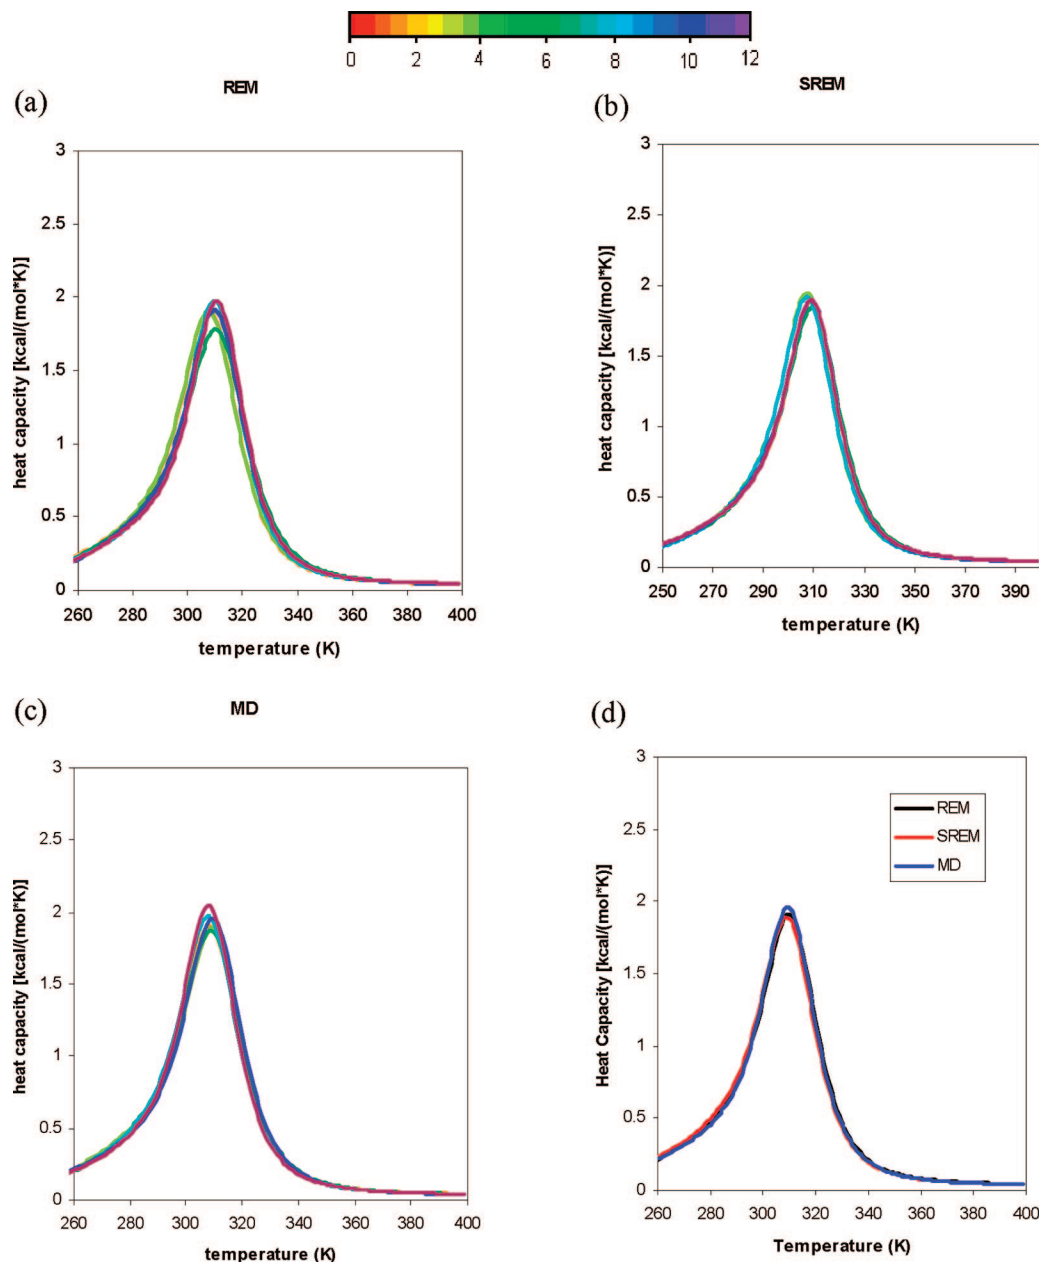 0 2 4 6 8 10 12
REM
(a)
3
2.5
2
1.5
1
0.5
0
heat capacity [kcal/(mol*K)]
260 280 300 320 340 360 380 400
temperature (K)
SREM
(b)
3
2.5
2
1.5
1
0.5
0
heat capacity [kcal/(mol*K)]
250 270 290 310 330 350 370 390
temperature (K)
(c)
MD
3
2.5
2
1.5
1
0.5
0
heat capacity [kcal/(mol*K)]
260 280 300 320 340 360 380 400
temperature (K)
(d)
3
2.5
2
1.5
1
0.5
0
Heat Capacity [kcal/(mol*K)]
REM
SREM
MD
260 280 300 320 340 360 380 400
Temperature (K)